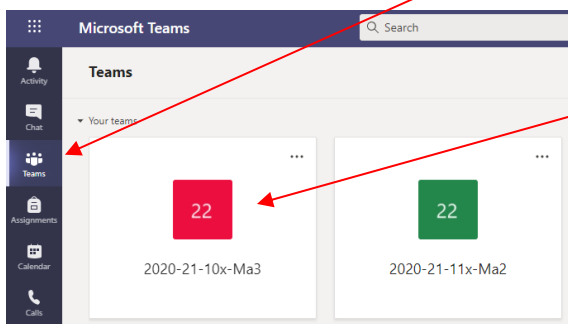 Microsoft Teams
Search
Activity
Teams
Chat
Your teams
Teams
...
...
22
22
Assignments
2020-21-10x-Ma3
2020-21-11x-Ma2
Calendar
Calls